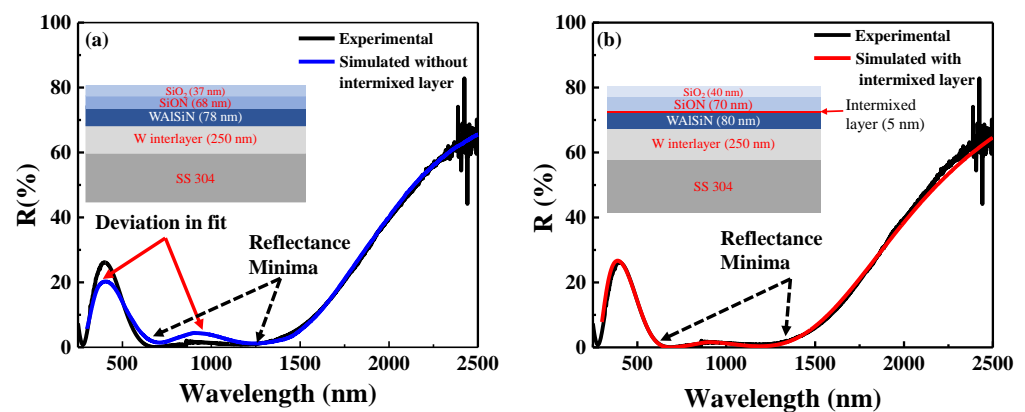 (a)
Experimental
Simulated without
intermixed layer
SiO₂ (37 nm)
SiON (68 nm)
WAlSiN (78 nm)
W interlayer (250 nm)
SS 304
Deviation in fit
Reflectance
Minima
R(%)
100
80
60
40
20
0
500 1000 1500 2000 2500
Wavelength (nm)
(b)
Experimental
Simulated with
intermixed layer
SiO₂ (40 nm)
SiON (70 nm)
WAlSiN (80 nm)
W interlayer (250 nm)
SS 304
Intermixed
layer (5 nm)
Reflectance
Minima
R (%)
100
80
60
40
20
0
500 1000 1500 2000 2500
Wavelength (nm)